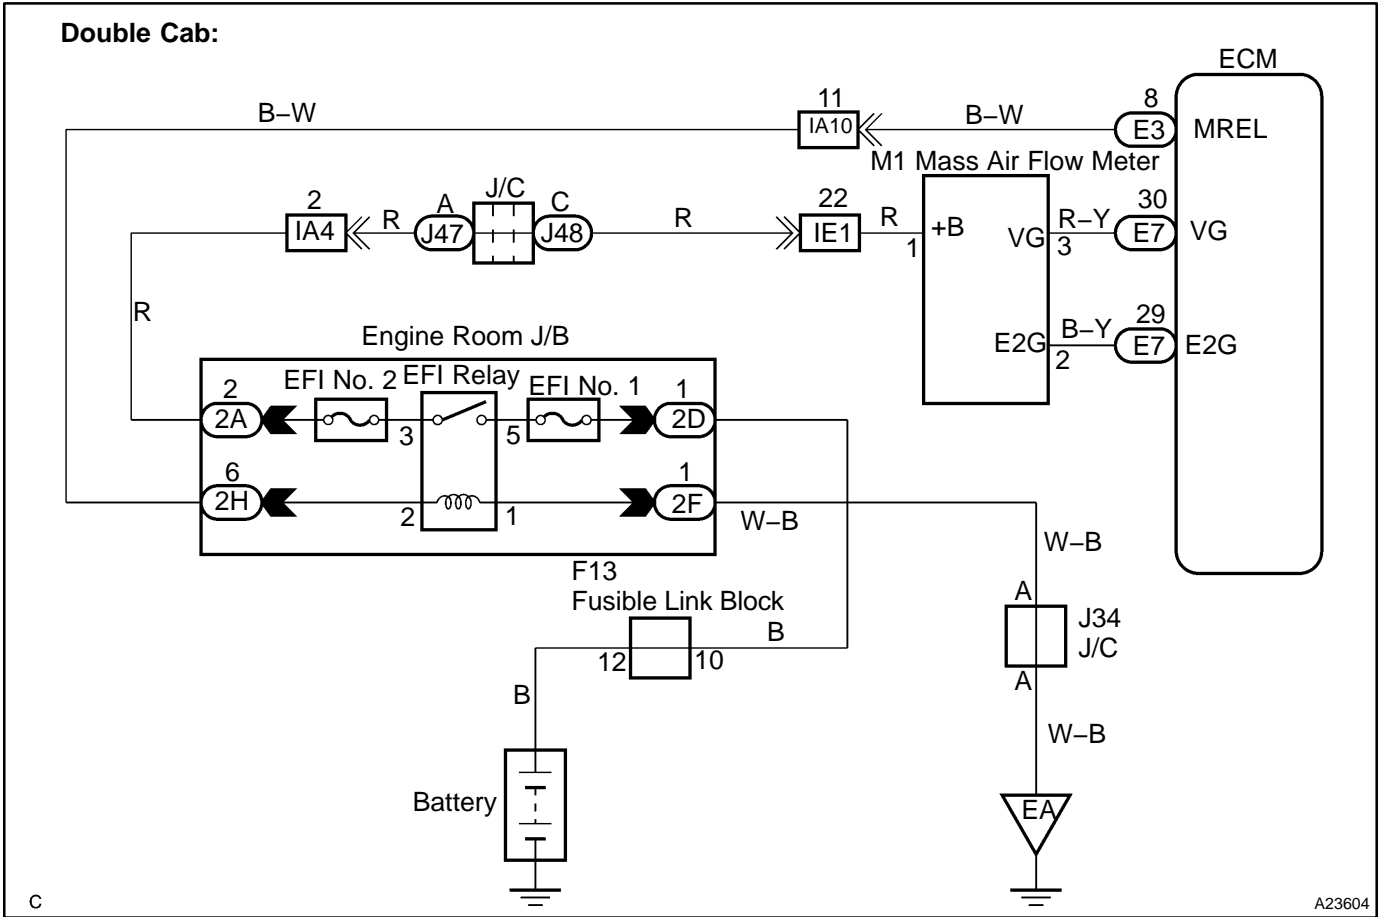 Double Cab:
ECM
B–W
11
IA10
B–W
8
E3
MREL
M1 Mass Air Flow Meter
2
IA4
R
A
J47
J/C
C
J48
R
22
IE1
R
1
+B
VG
R–Y
3
30
E7
VG
R
E2G
B–Y
2
29
E7
E2G
Engine Room J/B
2
2A
EFI No. 2
EFI Relay
EFI No. 1
3
5
1
2D
6
2H
2
1
1
2F
W–B
W–B
F13
Fusible Link Block
12
10
B
A
J34
J/C
A
B
W–B
Battery
EA
C
A23604